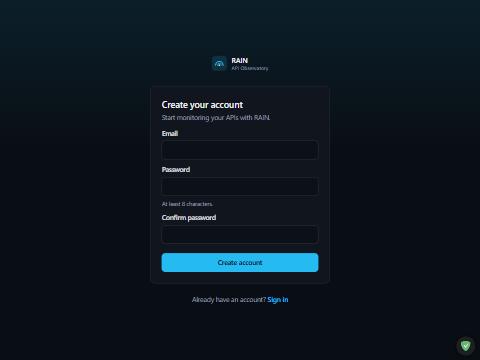 RAIN
API Observatory
Create your account
Start monitoring your APIs with RAIN.
Email
Password
At least 8 characters.
Confirm password
Create account
Already have an account? Sign in